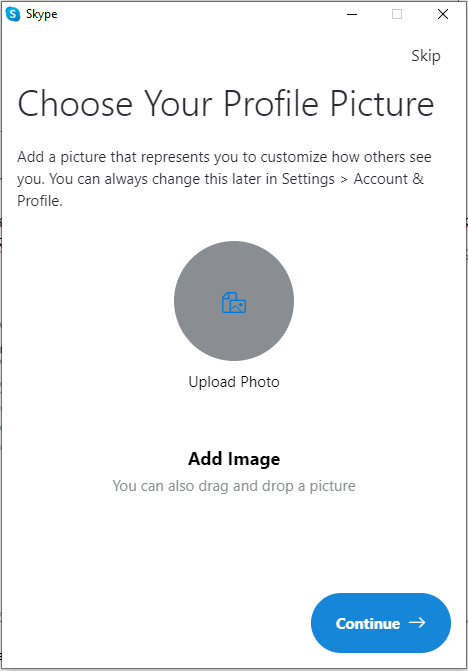 Skype
Skip
Choose Your Profile Picture
Add a picture that represents you to customize how others see
you. You can always change this later in Settings > Account &
Profile.
Upload Photo
Add Image
You can also drag and drop a picture
Continue →